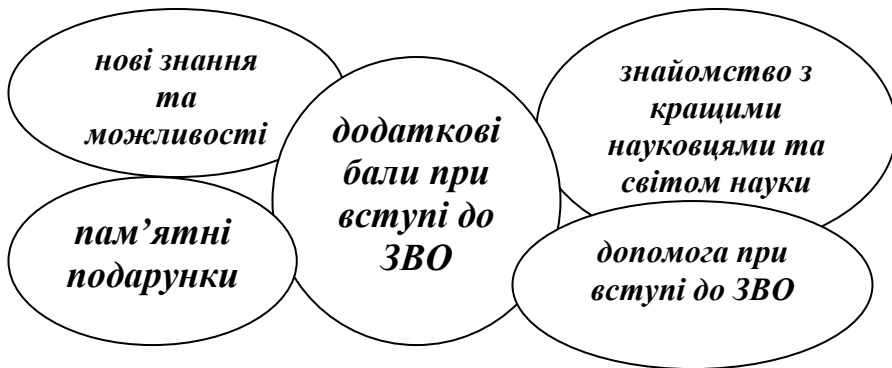 нові знання
та
можливості
пам’ятні
подарунки
додаткові
бали при
вступі до
ЗВО
знайомство з
кращими
науковцями та
світом науки
допомога при
вступі до ЗВО